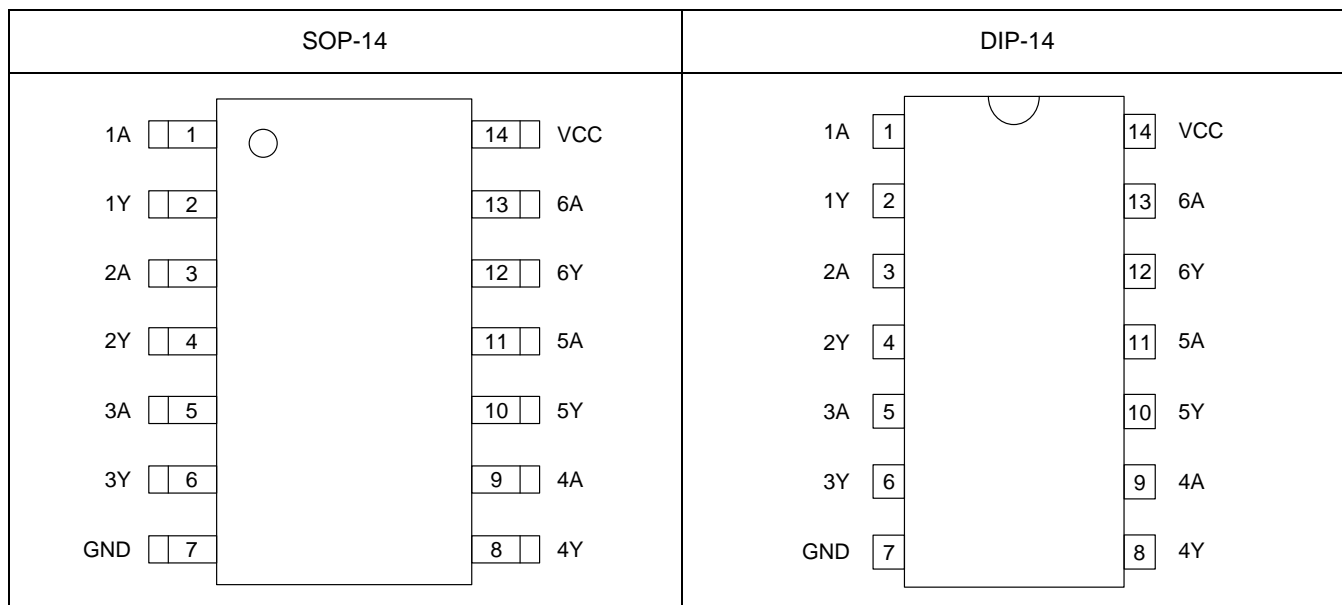 SOP-14
DIP-14
1A 1 14 VCC
1Y 2 13 6A
2A 3 12 6Y
2Y 4 11 5A
3A 5 10 5Y
3Y 6 9 4A
GND 7 8 4Y
1A 1 14 VCC
1Y 2 13 6A
2A 3 12 6Y
2Y 4 11 5A
3A 5 10 5Y
3Y 6 9 4A
GND 7 8 4Y